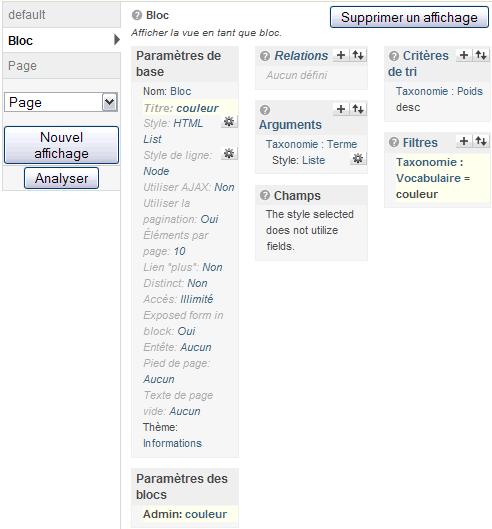 default
Bloc
Page
Page
Nouvel
affichage
Analyser
Bloc
Supprimer un affichage
Afficher la vue en tant que bloc.
Paramètres de
base
Nom: Bloc
Titre: couleur
Style: HTML
List
Style de ligne:
Node
Utiliser AJAX: Non
Utiliser la
pagination: Oui
Éléments par
page: 10
Lien "plus": Non
Distinct: Non
Accès: Illimité
Exposed form in
block: Oui
Entête: Aucun
Pied de page:
Aucun
Texte de page
vide: Aucun
Thème:
Informations
Paramètres des
blocs
Admin: couleur
Relations
Aucun défini
Arguments
Taxonomie : Terme
Style: Liste
Champs
The style selected
does not utilize
fields.
Critères
de tri
Taxonomie : Poids
desc
Filtres
Taxonomie :
Vocabulaire =
couleur